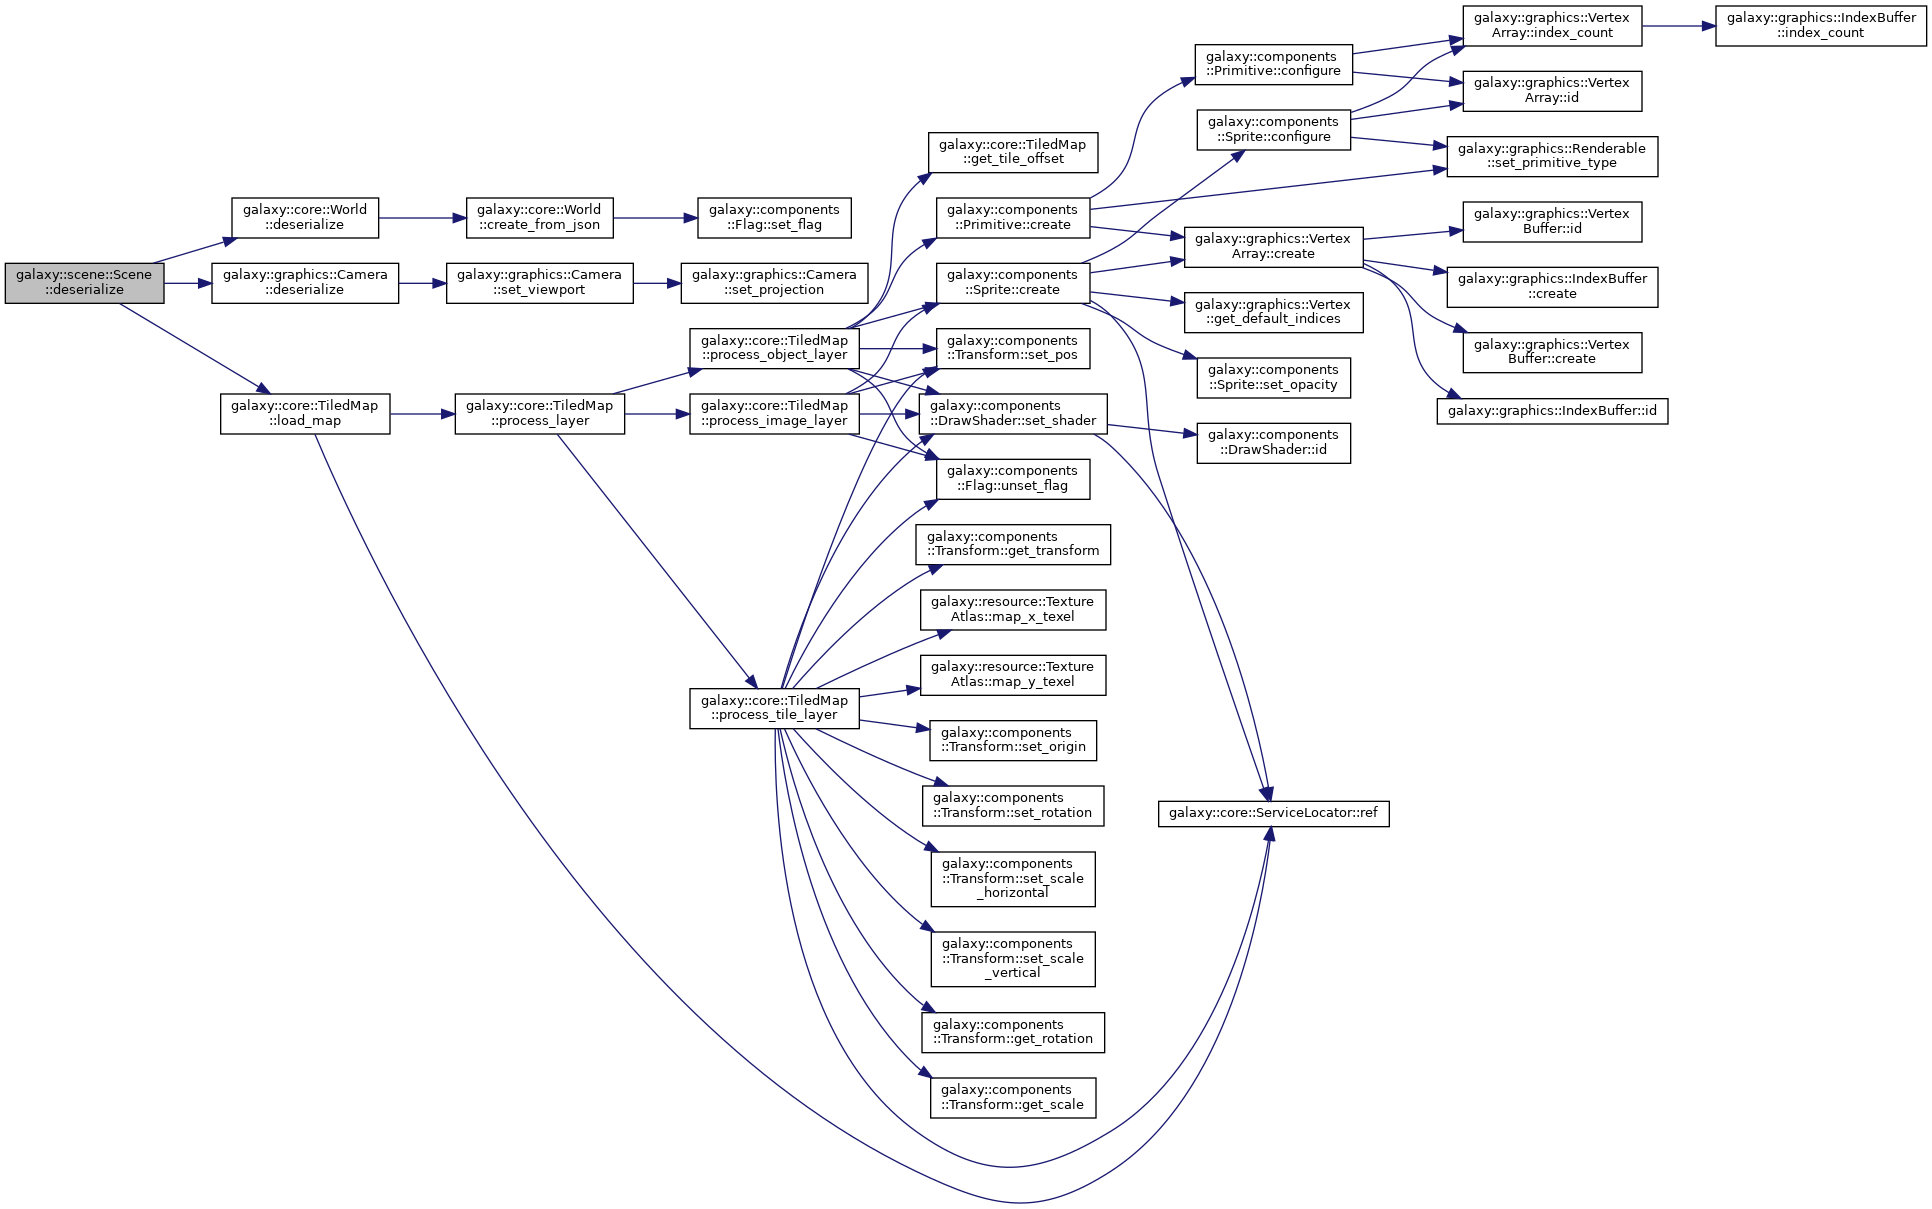 galaxy::scene::Scene
::deserialize
galaxy::core::World
::deserialize
galaxy::graphics::Camera
::deserialize
galaxy::core::TiledMap
::load_map
galaxy::core::World
::create_from_json
galaxy::graphics::Camera
::set_viewport
galaxy::core::TiledMap
::process_layer
galaxy::components
::Flag::set_flag
galaxy::graphics::Camera
::set_projection
galaxy::core::TiledMap
::process_object_layer
galaxy::core::TiledMap
::process_image_layer
galaxy::core::TiledMap
::process_tile_layer
galaxy::core::TiledMap
::get_tile_offset
galaxy::components
::Primitive::create
galaxy::components
::Sprite::create
galaxy::components
::Transform::set_pos
galaxy::components
::DrawShader::set_shader
galaxy::components
::Flag::unset_flag
galaxy::components
::Transform::get_transform
galaxy::resource::Texture
Atlas::map_x_texel
galaxy::resource::Texture
Atlas::map_y_texel
galaxy::components
::Transform::set_origin
galaxy::components
::Transform::set_rotation
galaxy::components
::Transform::set_scale
_horizontal
galaxy::components
::Transform::set_scale
_vertical
galaxy::components
::Transform::get_rotation
galaxy::components
::Transform::get_scale
galaxy::components
::Primitive::configure
galaxy::components
::Sprite::configure
galaxy::graphics::Vertex
Array::create
galaxy::graphics::Vertex
::get_default_indices
galaxy::components
::Sprite::set_opacity
galaxy::components
::DrawShader::id
galaxy::core::ServiceLocator::ref
galaxy::graphics::Vertex
Array::index_count
galaxy::graphics::Vertex
Array::id
galaxy::graphics::Renderable
::set_primitive_type
galaxy::graphics::Vertex
Buffer::id
galaxy::graphics::IndexBuffer
::create
galaxy::graphics::Vertex
Buffer::create
galaxy::graphics::IndexBuffer::id
galaxy::graphics::IndexBuffer
::index_count